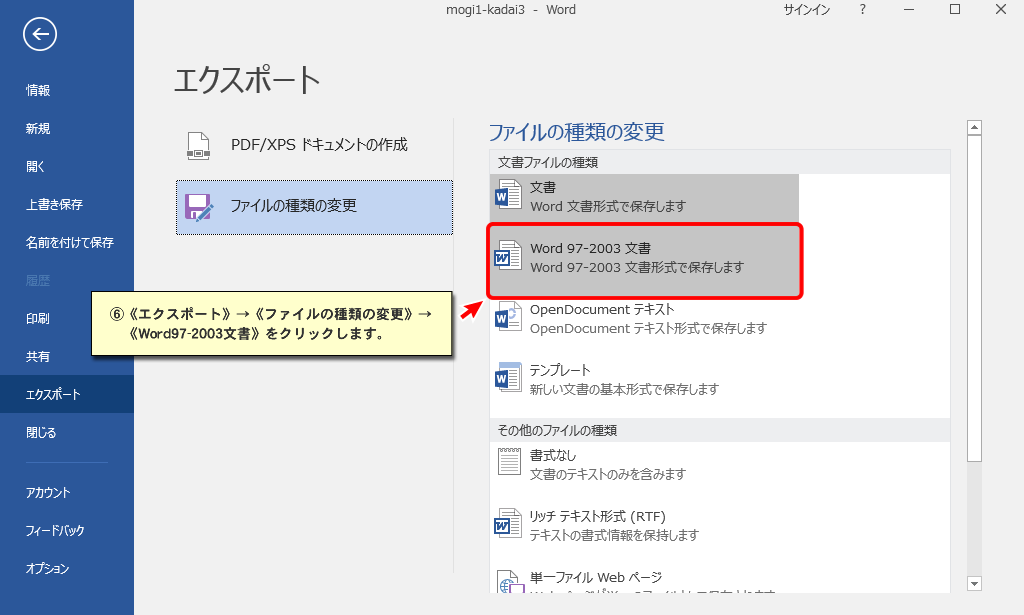 mogi1-kadai3 - Word
サインイン
?
情報
新規
開く
上書き保存
名前を付けて保存
履歴
印刷
共有
エクスポート
閉じる
アカウント
フィードバック
オプション
エクスポート
PDF/XPS ドキュメントの作成
ファイルの種類の変更
⑥《エクスポート》→《ファイルの種類の変更》→
《Word97-2003文書》をクリックします。
ファイルの種類の変更
文書ファイルの種類
文書
Word 文書形式で保存します
Word 97-2003 文書
Word 97-2003 文書形式で保存します
OpenDocument テキスト
OpenDocument テキスト形式で保存します
テンプレート
新しい文書の基本形式で保存します
その他のファイルの種類
書式なし
文書のテキストのみを含みます
リッチ テキスト形式 (RTF)
テキストの書式情報を保持します
単一ファイル Web ページ